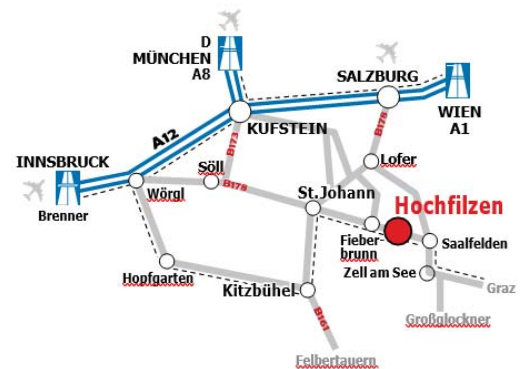 D
MÜNCHEN
A8
SALZBURG
WIEN
A1
KUFSTEIN
A12
B173
B178
INNSBRUCK
Brenner
Wörgl
Söll
B178
Lofer
St.Johann
Hochfilzen
Fieber
brunn
Saalfelden
Zell am See
Hopfgarten
Kitzbühel
Graz
Großglockner
B161
Felbertauern